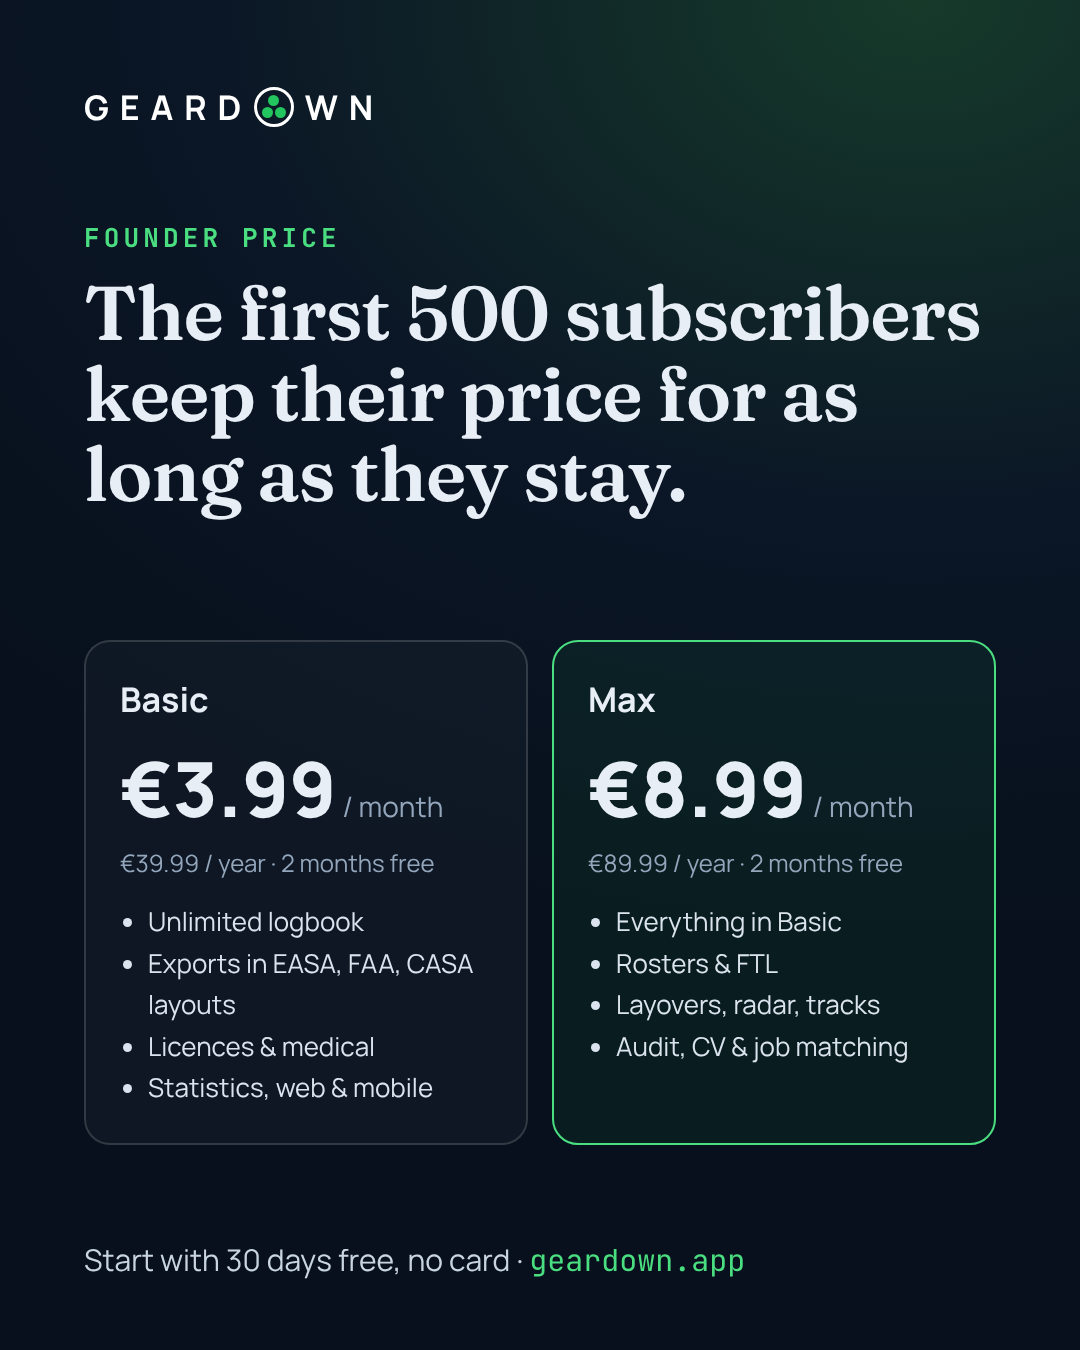 GEARDOWN
FOUNDER PRICE
The first 500 subscribers
keep their price for as
long as they stay.
Basic
€3.99 / month
€39.99 / year · 2 months free
• Unlimited logbook
• Exports in EASA, FAA, CASA
layouts
• Licences & medical
• Statistics, web & mobile
Max
€8.99 / month
€89.99 / year · 2 months free
• Everything in Basic
• Rosters & FTL
• Layovers, radar, tracks
• Audit, CV & job matching
Start with 30 days free, no card · geardown.app